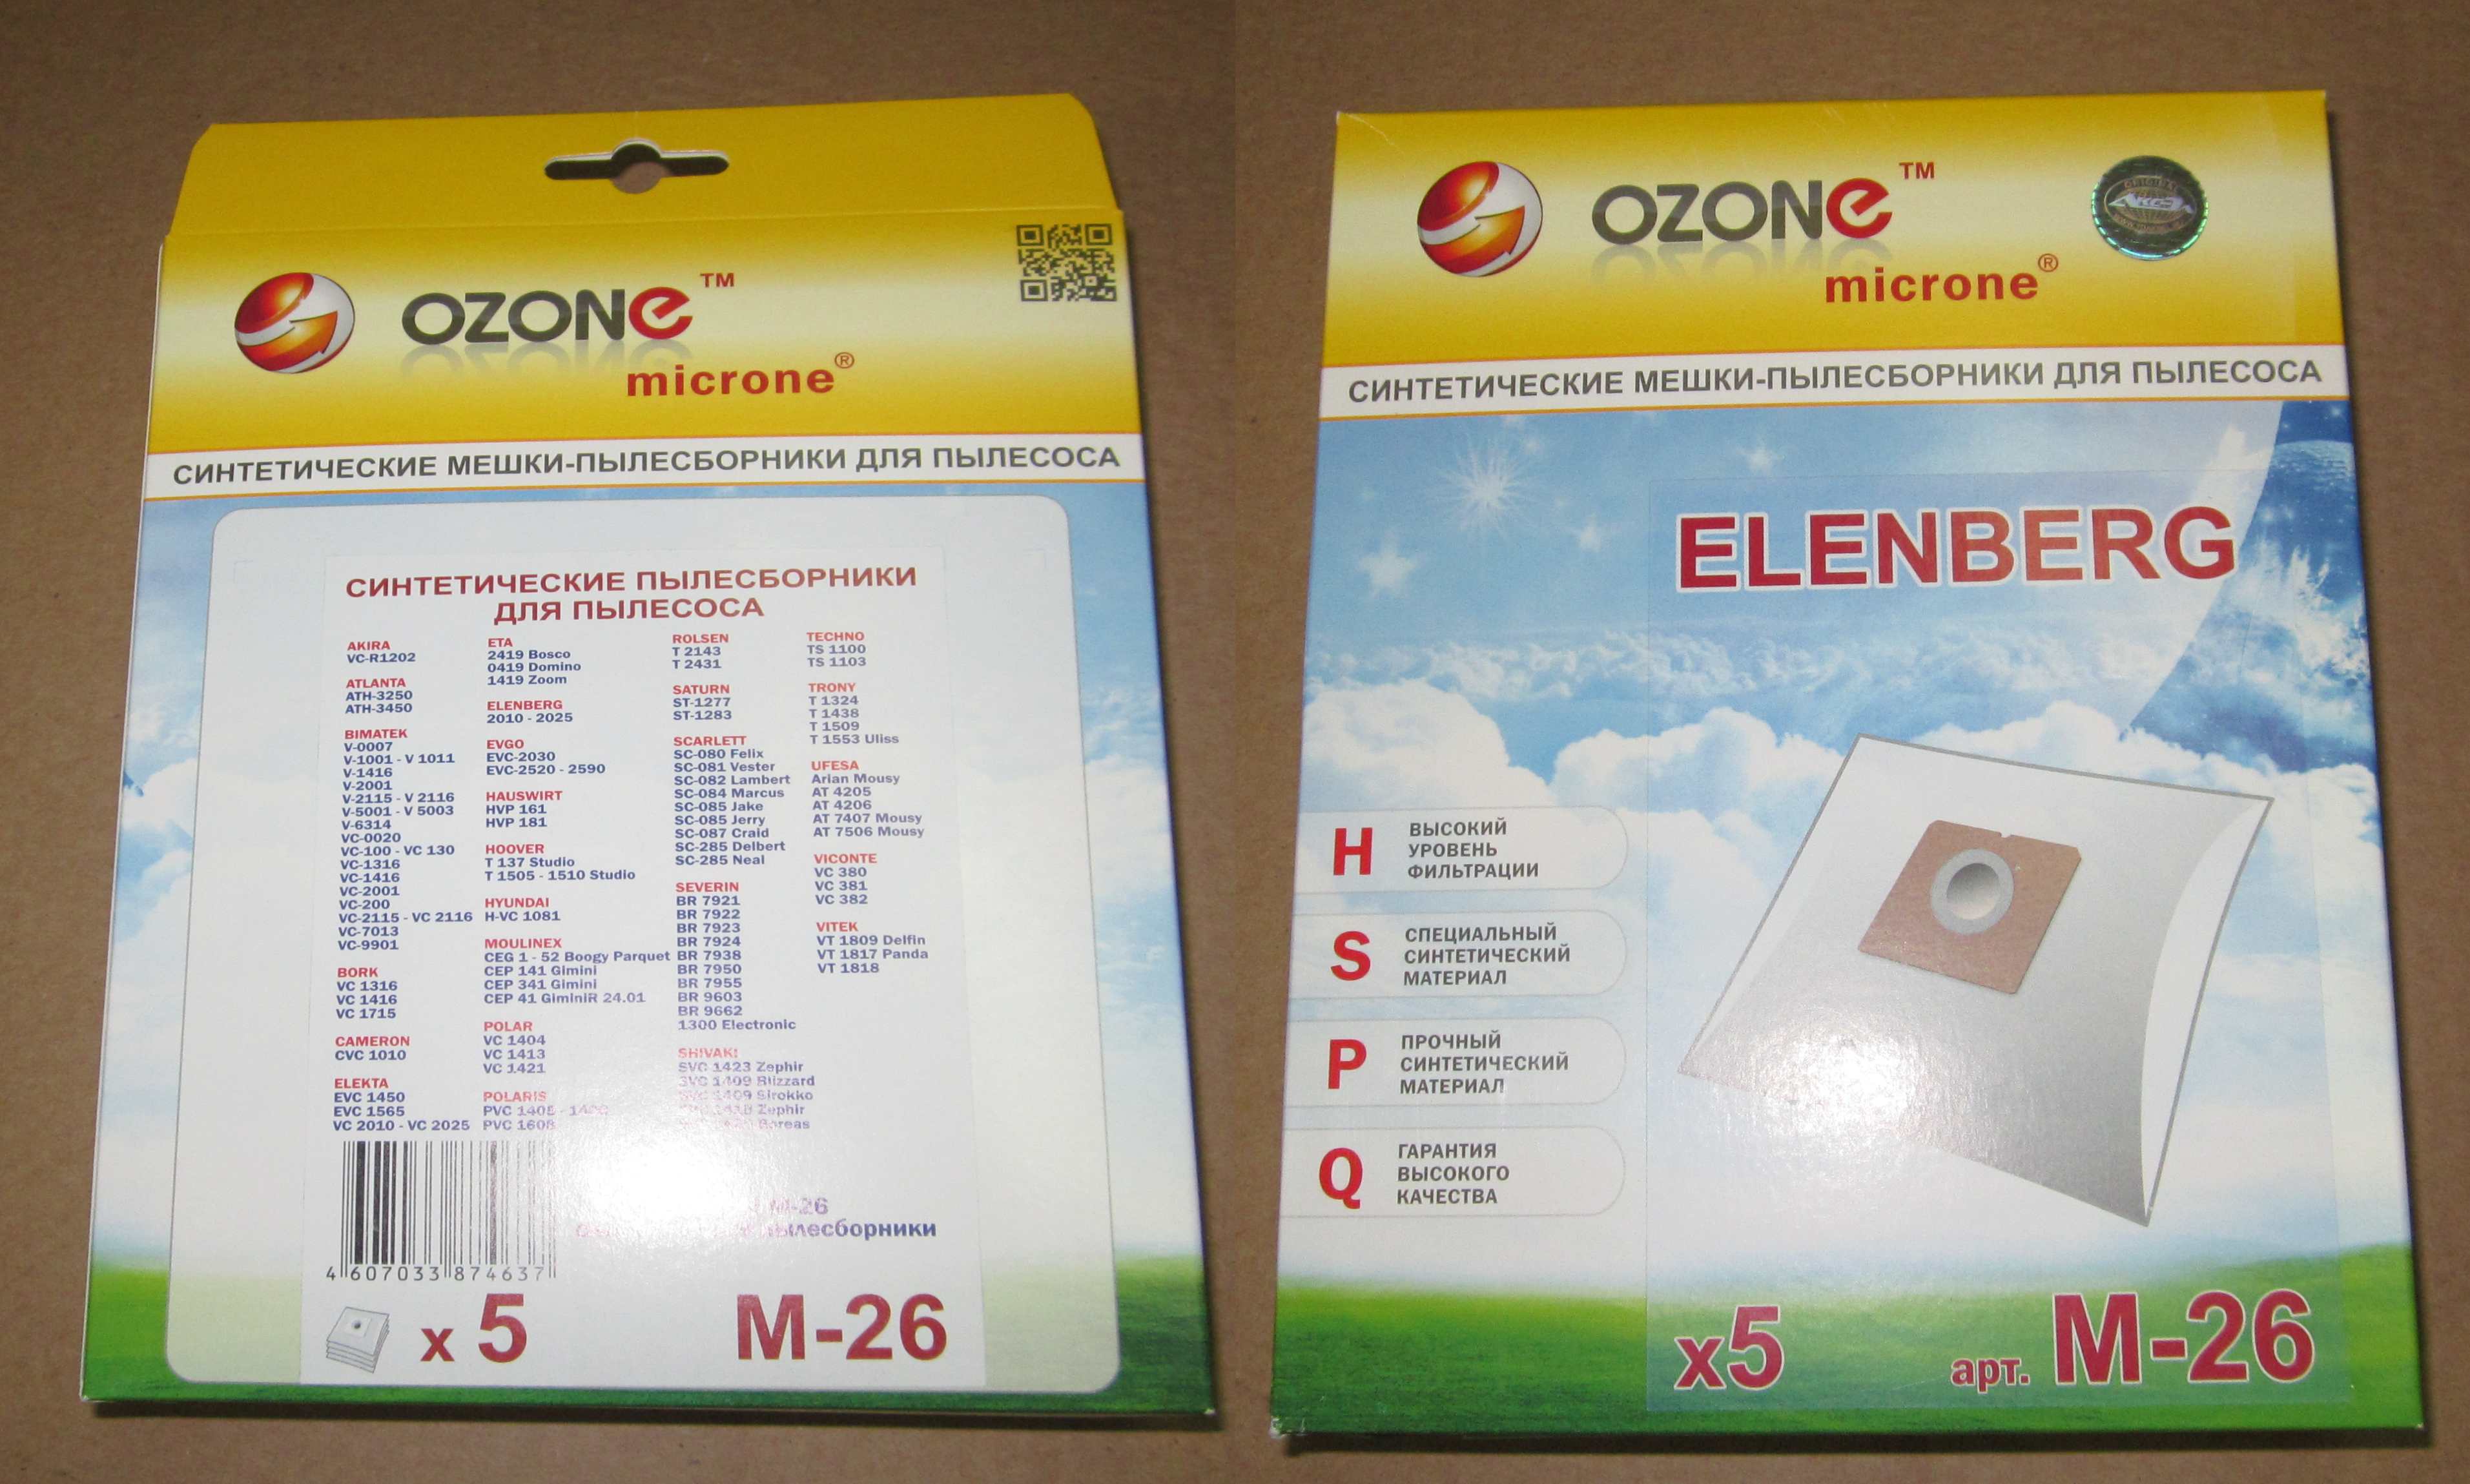 OZONE™
microne®
СИНТЕТИЧЕСКИЕ МЕШКИ-ПЫЛЕСБОРНИКИ ДЛЯ ПЫЛЕСОСА
СИНТЕТИЧЕСКИЕ ПЫЛЕСБОРНИКИ
ДЛЯ ПЫЛЕСОСА
AKIRA
VC-R1202
ATLANTA
ATH-3250
ATH-3450
BIMATEK
V-0007
V-1001 - V 1011
V-1416
V-2001
V-2115 - V 2116
V-5001 - V 5003
V-6314
VC-0020
VC-100 - VC 130
VC-1316
VC-1416
VC-2001
VC-200
VC-2115 - VC 2116
VC-7013
VC-9901
BORK
VC 1316
VC 1416
VC 1715
CAMERON
CVC 1010
ELEKTA
EVC 1450
EVC 1565
VC 2010 - VC 2025
ETA
2419 Bosco
0419 Domino
1419 Zoom
ELENBERG
2010 - 2025
EVGO
EVC-2030
EVC-2520 - 2590
HAUSWIRT
HVP 161
HVP 181
HOOVER
T 137 Studio
T 1505 - 1510 Studio
HYUNDAI
H-VC 1081
MOULINEX
CEG 1 - 52 Boogy Parquet
CEP 141 Gimini
CEP 341 Gimini
CEP 41 GiminiR 24.01
POLAR
VC 1404
VC 1413
VC 1421
POLARIS
PVC
PVC
ROLSEN
T 2143
T 2431
SATURN
ST-1277
ST-1283
SCARLETT
SC-080 Felix
SC-081 Vester
SC-082 Lambert
SC-084 Marcus
SC-085 Jake
SC-085 Jerry
SC-087 Craid
SC-285 Delbert
SC-285 Neal
SEVERIN
BR 7921
BR 7922
BR 7923
BR 7924
BR 7938
BR 7950
BR 7955
BR 9603
BR 9662
1300 Electronic
SHIVAKI
SVC 1423 Zephir
SVC 1409 Blizzard
SVC 1409 Sirokko
Zephir
Boreas
TECHNO
TS 1100
TS 1103
TRONY
T 1324
T 1438
T 1509
T 1553 Uliss
UFESA
Arian Mousy
AT 4205
AT 4206
AT 7407 Mousy
AT 7506 Mousy
VICONTE
VC 380
VC 381
VC 382
VITEK
VT 1809 Delfin
VT 1817 Panda
VT 1818
M-26
пылесборники
4 607033 874637
x 5
M-26
OZONE™
microne®
ORIGINAL
СИНТЕТИЧЕСКИЕ МЕШКИ-ПЫЛЕСБОРНИКИ ДЛЯ ПЫЛЕСОСА
ELENBERG
H
ВЫСОКИЙ
УРОВЕНЬ
ФИЛЬТРАЦИИ
S
СПЕЦИАЛЬНЫЙ
СИНТЕТИЧЕСКИЙ
МАТЕРИАЛ
P
ПРОЧНЫЙ
СИНТЕТИЧЕСКИЙ
МАТЕРИАЛ
Q
ГАРАНТИЯ
ВЫСОКОГО
КАЧЕСТВА
x5
арт. M-26